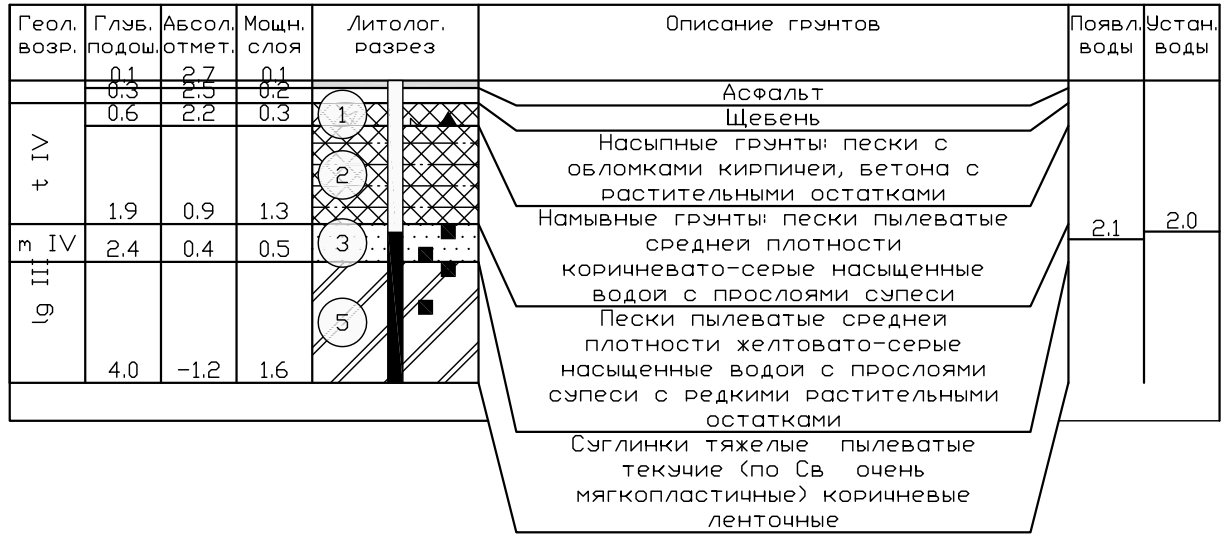 Геол. Глуб. Абсол. Мощн. Литолог. Описание грунтов Появл. Устан.
возр. подош. отмет. слоя разрез воды воды
0.1 2.7 0.1
0.3 2.5 0.2
Асфальт
0.6 2.2 0.3 1
Щебень
t IV
Насыпные грунты: пески с
обломками кирпичей, бетона с
2
растительными остатками
1.9 0.9 1.3
Намывные грунты: пески пылеватые
2.1 2.0
m IV 2.4 0.4 0.5 3
средней плотности
коричневато-серые насыщенные
водой с прослоями супеси
lg III
5
Пески пылеватые средней
плотности желтовато-серые
4.0 -1.2 1.6
насыщенные водой с прослоями
супеси с редкими растительными
остатками
Суглинки тяжелые пылеватые
текучие (по Св очень
мягкопластичные) коричневые
ленточные